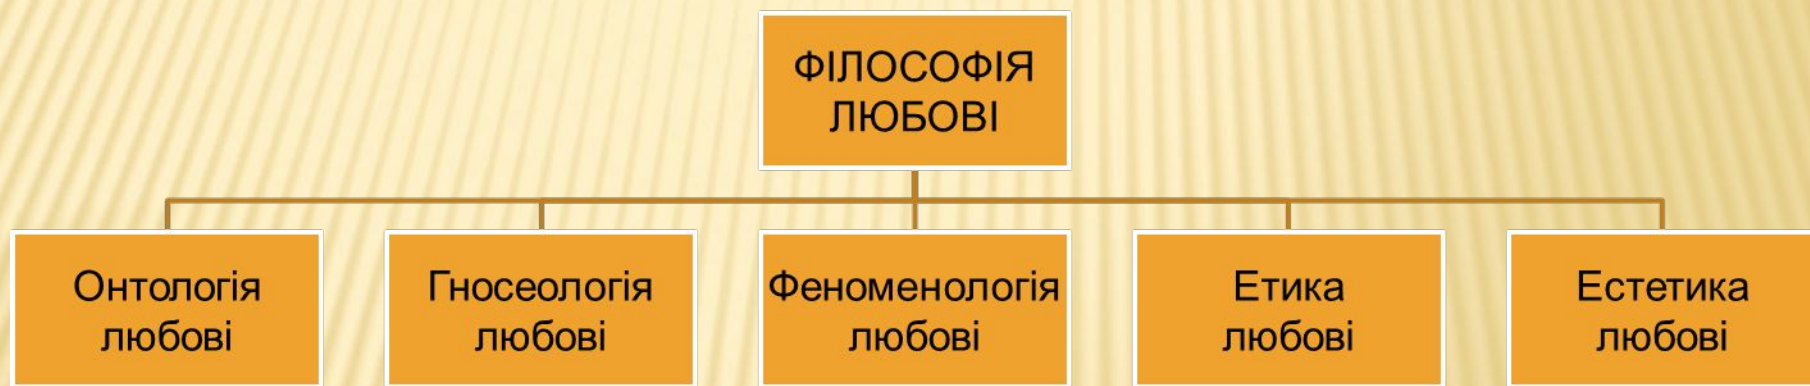 ФІЛОСОФІЯ
ЛЮБОВІ
Онтологія
любові
Гносеологія
любові
Феноменологія
любові
Етика
любові
Естетика
любові